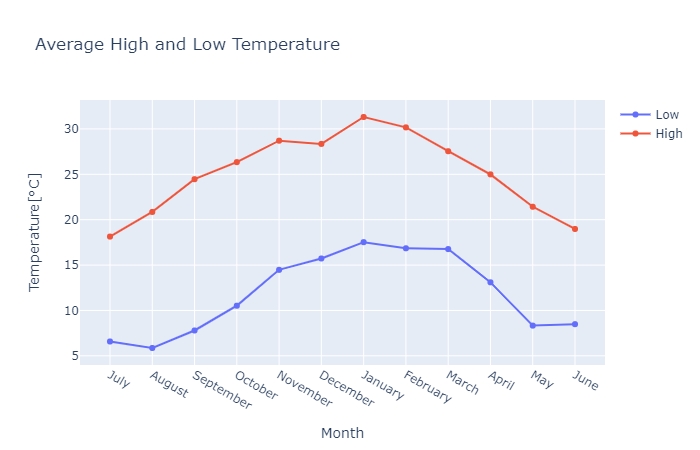 Average High and Low Temperature
Low
High
Temperature[°C]
30
25
20
15
10
5
July
August
September
October
November
December
January
February
March
April
May
June
Month